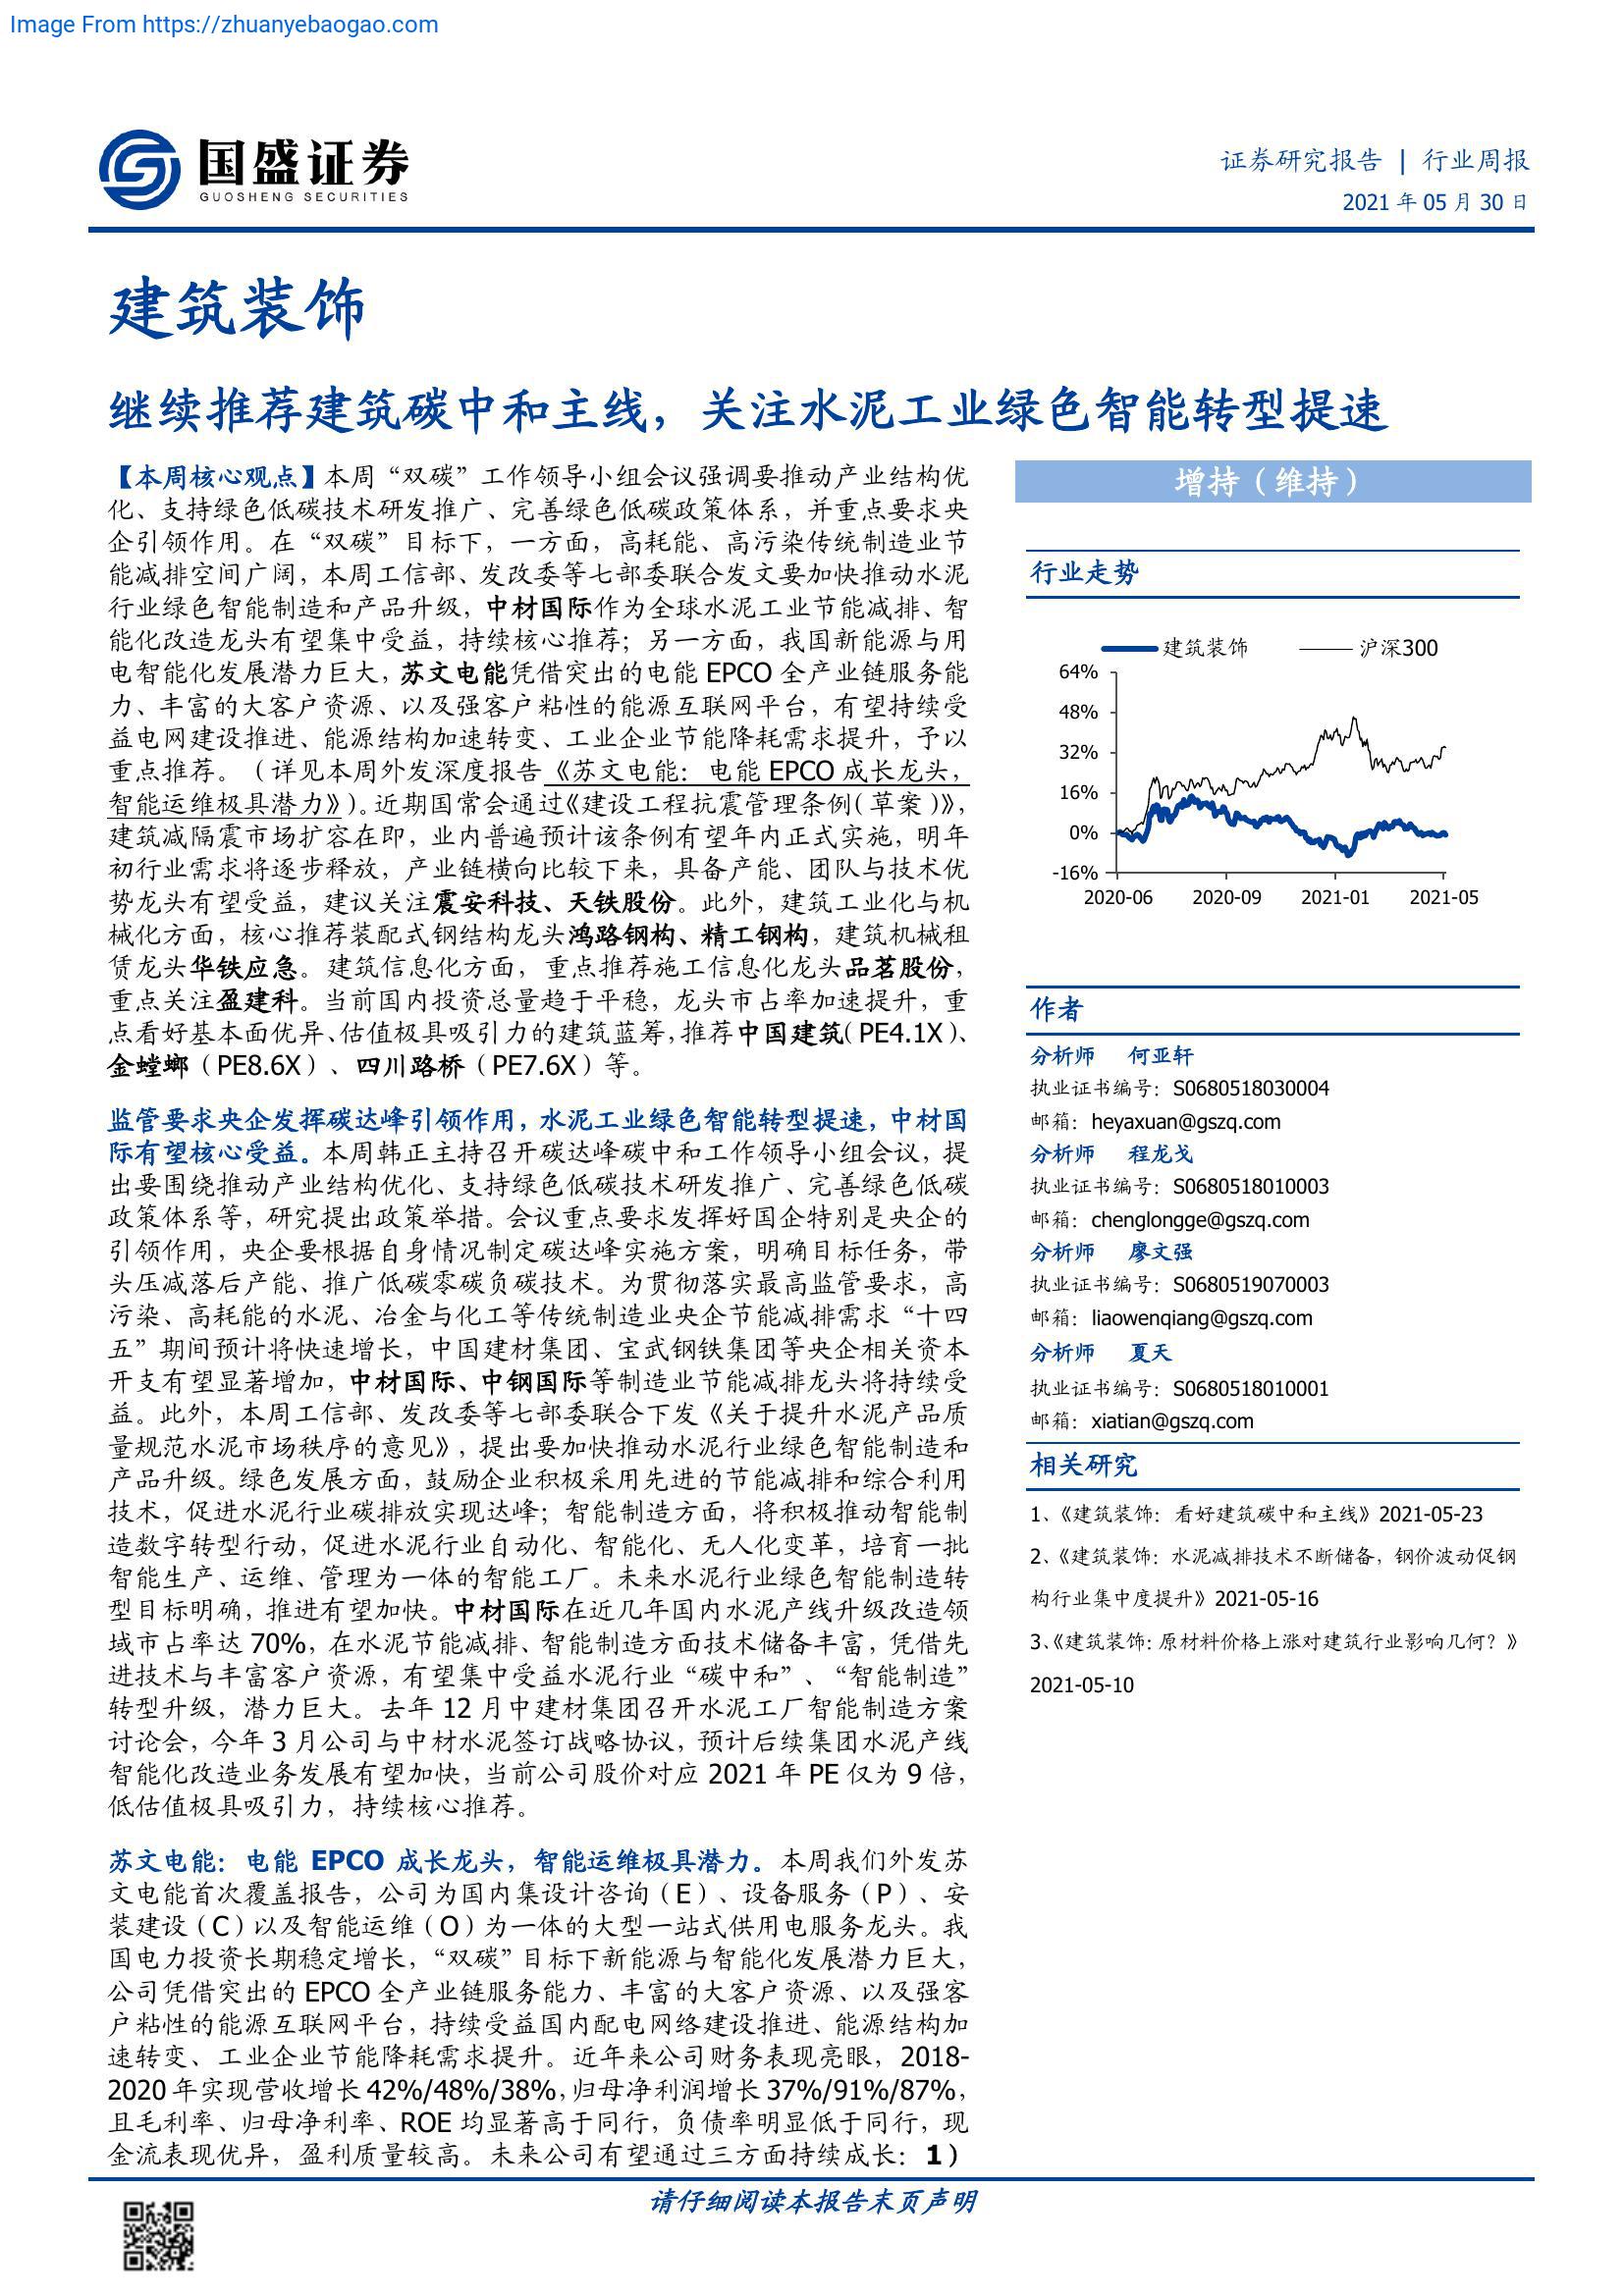 Image From https://zhuanyebaogao.com
国盛证券
GUOSHENG SECURITIES
证券研究报告 | 行业周报
2021 年 05 月 30 日
建筑装饰
继续推荐建筑碳中和主线，关注水泥工业绿色智能转型提速
【本周核心观点】本周“双碳”工作领导小组会议强调要推动产业结构优
化、支持绿色低碳技术研发推广、完善绿色低碳政策体系，并重点要求央
企引领作用。在“双碳”目标下，一方面，高耗能、高污染传统制造业节
能减排空间广阔，本周工信部、发改委等七部委联合发文要加快推动水泥
行业绿色智能制造和产品升级，中材国际作为全球水泥工业节能减排、智
能化改造龙头有望集中受益，持续核心推荐；另一方面，我国新能源与用
电智能化发展潜力巨大，苏文电能凭借突出的电能 EPCO 全产业链服务能
力、丰富的大客户资源、以及强客户粘性的能源互联网平台，有望持续受
益电网建设推进、能源结构加速转变、工业企业节能降耗需求提升，予以
重点推荐。（详见本周外发深度报告《苏文电能：电能 EPCO 成长龙头，
智能运维极具潜力》）。近期国常会通过《建设工程抗震管理条例（草案）》，
建筑减隔震市场扩容在即，业内普遍预计该条例有望年内正式实施，明年
初行业需求将逐步释放，产业链横向比较下来，具备产能、团队与技术优
势龙头有望受益，建议关注震安科技、天铁股份。此外，建筑工业化与机
械化方面，核心推荐装配式钢结构龙头鸿路钢构、精工钢构，建筑机械租
赁龙头华铁应急。建筑信息化方面，重点推荐施工信息化龙头品茗股份，
重点关注盈建科。当前国内投资总量趋于平稳，龙头市占率加速提升，重
点看好基本面优异、估值极具吸引力的建筑蓝筹，推荐中国建筑（PE4.1X）、
金螳螂（PE8.6X）、四川路桥（PE7.6X）等。
监管要求央企发挥碳达峰引领作用，水泥工业绿色智能转型提速，中材国
际有望核心受益。本周韩正主持召开碳达峰碳中和工作领导小组会议，提
出要围绕推动产业结构优化、支持绿色低碳技术研发推广、完善绿色低碳
政策体系等，研究提出政策举措。会议重点要求发挥好国企特别是央企的
引领作用，央企要根据自身情况制定碳达峰实施方案，明确目标任务，带
头压减落后产能、推广低碳零碳负碳技术。为贯彻落实最高监管要求，高
污染、高耗能的水泥、冶金与化工等传统制造业央企节能减排需求“十四
五”期间预计将快速增长，中国建材集团、宝武钢铁集团等央企相关资本
开支有望显著增加，中材国际、中钢国际等制造业节能减排龙头将持续受
益。此外，本周工信部、发改委等七部委联合下发《关于提升水泥产品质
量规范水泥市场秩序的意见》，提出要加快推动水泥行业绿色智能制造和
产品升级。绿色发展方面，鼓励企业积极采用先进的节能减排和综合利用
技术，促进水泥行业碳排放实现达峰；智能制造方面，将积极推动智能制
造数字转型行动，促进水泥行业自动化、智能化、无人化变革，培育一批
智能生产、运维、管理为一体的智能工厂。未来水泥行业绿色智能制造转
型目标明确，推进有望加快。中材国际在近几年国内水泥产线升级改造领
域市占率达 70%，在水泥节能减排、智能制造方面技术储备丰富，凭借先
进技术与丰富客户资源，有望集中受益水泥行业“碳中和”、“智能制造”
转型升级，潜力巨大。去年 12 月中建材集团召开水泥工厂智能制造方案
讨论会，今年 3 月公司与中材水泥签订战略协议，预计后续集团水泥产线
智能化改造业务发展有望加快，当前公司股价对应 2021 年 PE 仅为 9 倍，
低估值极具吸引力，持续核心推荐。
苏文电能：电能 EPCO 成长龙头，智能运维极具潜力。本周我们外发苏
文电能首次覆盖报告，公司为国内集设计咨询（E）、设备服务（P）、安
装建设（C）以及智能运维（O）为一体的大型一站式供用电服务龙头。我
国电力投资长期稳定增长，“双碳”目标下新能源与智能化发展潜力巨大，
公司凭借突出的 EPCO 全产业链服务能力、丰富的大客户资源、以及强客
户粘性的能源互联网平台，持续受益国内配电网络建设推进、能源结构加
速转变、工业企业节能降耗需求提升。近年来公司财务表现亮眼，2018-
2020 年实现营收增长 42%/48%/38%，归母净利润增长 37%/91%/87%，
且毛利率、归母净利率、ROE 均显著高于同行，负债率明显低于同行，现
金流表现优异，盈利质量较高。未来公司有望通过三方面持续成长：1）
增持（维持）
行业走势
建筑装饰 沪深300
64%
48%
32%
16%
0%
-16%
2020-06 2020-09 2021-01 2021-05
作者
分析师 何亚轩
执业证书编号：S0680518030004
邮箱：heyaxuan@gszq.com
分析师 程龙戈
执业证书编号：S0680518010003
邮箱：chenglongge@gszq.com
分析师 廖文强
执业证书编号：S0680519070003
邮箱：liaowenqiang@gszq.com
分析师 夏天
执业证书编号：S0680518010001
邮箱：xiatian@gszq.com
相关研究
1、《建筑装饰：看好建筑碳中和主线》2021-05-23
2、《建筑装饰：水泥减排技术不断储备，钢价波动促钢
构行业集中度提升》2021-05-16
3、《建筑装饰：原材料价格上涨对建筑行业影响几何？》
2021-05-10
请仔细阅读本报告末页声明